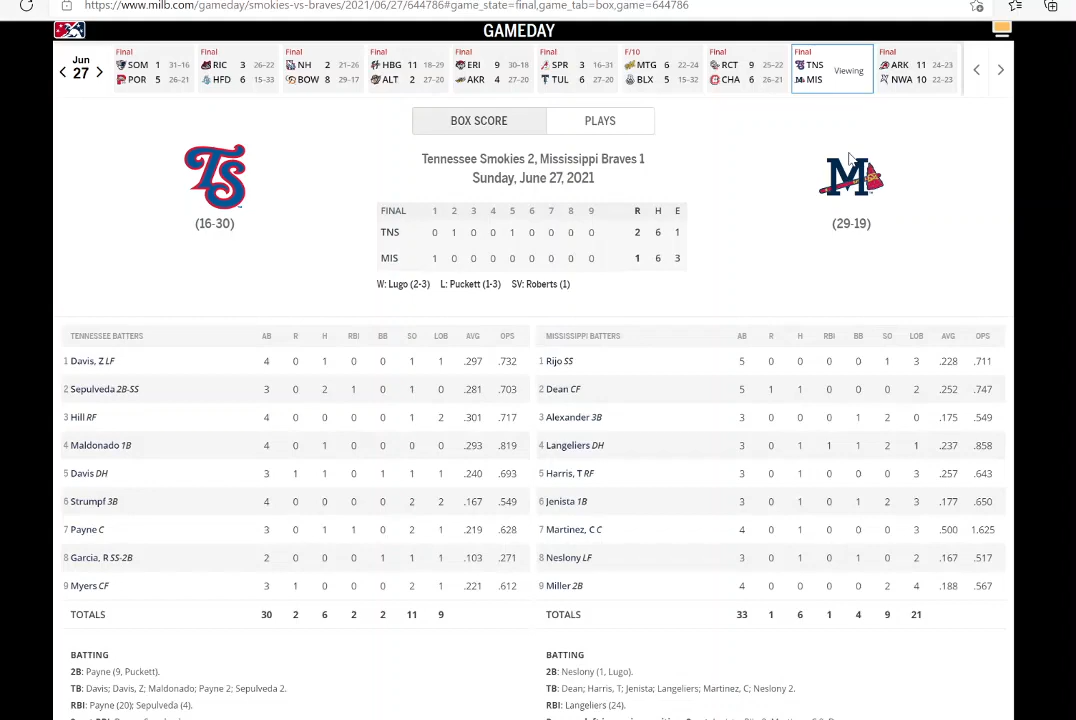 https://www.milb.com/gameday/smokies-vs-braves/2021/06/27/644786#game_state=final,game_tab=box,game=644786
GAMEDAY
Jun 27
Final
SOM 1 31-16
POR 5 26-21
Final
RIC 3 26-22
HFD 6 15-33
Final
NH 2 21-26
BOW 8 29-17
Final
HBG 11 18-29
ALT 2 27-20
Final
ERI 9 30-18
AKR 4 27-20
Final
SPR 3 16-31
TUL 6 27-20
F/10
MTG 6 22-24
BLX 5 15-32
Final
RCT 9 25-22
CHA 6 26-21
Final
TNS
MIS
Viewing
Final
ARK 11 24-23
NWA 10 22-23
BOX SCORE PLAYS
Tennessee Smokies 2, Mississippi Braves 1
Sunday, June 27, 2021
TS
M
(16-30)
(29-19)
FINAL 1 2 3 4 5 6 7 8 9 R H E
TNS 0 1 0 0 1 0 0 0 0 2 6 1
MIS 1 0 0 0 0 0 0 0 0 1 6 3
W: Lugo (2-3) L: Puckett (1-3) SV: Roberts (1)
TENNESSEE BATTERS AB R H RBI BB SO LOB AVG OPS
1 Davis, Z LF 4 0 1 0 0 1 1 .297 .732
2 Sepulveda 2B-SS 3 0 2 1 0 1 0 .281 .703
3 Hill RF 4 0 0 0 0 1 2 .301 .717
4 Maldonado 1B 4 0 1 0 0 0 0 .293 .819
5 Davis DH 3 1 1 0 1 1 1 .240 .693
6 Strumpf 3B 4 0 0 0 0 2 2 .167 .549
7 Payne C 3 0 1 1 0 2 1 .219 .628
8 Garcia, R SS-2B 2 0 0 0 1 1 1 .103 .271
9 Myers CF 3 1 0 0 0 2 1 .221 .612
TOTALS 30 2 6 2 2 11 9
BATTING
2B: Payne (9, Puckett).
TB: Davis; Davis, Z; Maldonado; Payne 2; Sepulveda 2.
RBI: Payne (20); Sepulveda (4).
MISSISSIPPI BATTERS AB R H RBI BB SO LOB AVG OPS
1 Rijo SS 5 0 0 0 0 1 3 .228 .711
2 Dean CF 5 1 1 0 0 0 2 .252 .747
3 Alexander 3B 3 0 0 0 1 2 0 .175 .549
4 Langeliers DH 3 0 1 1 1 2 1 .237 .858
5 Harris, T RF 3 0 1 0 1 0 3 .257 .643
6 Jenista 1B 3 0 1 0 1 2 3 .177 .650
7 Martinez, C C 4 0 1 0 0 0 3 .500 1.625
8 Neslony LF 3 0 1 0 1 0 2 .167 .517
9 Miller 2B 4 0 0 0 0 2 4 .188 .567
TOTALS 33 1 6 1 4 9 21
BATTING
2B: Neslony (1, Lugo).
TB: Dean; Harris, T; Jenista; Langeliers; Martinez, C; Neslony 2.
RBI: Langeliers (24).